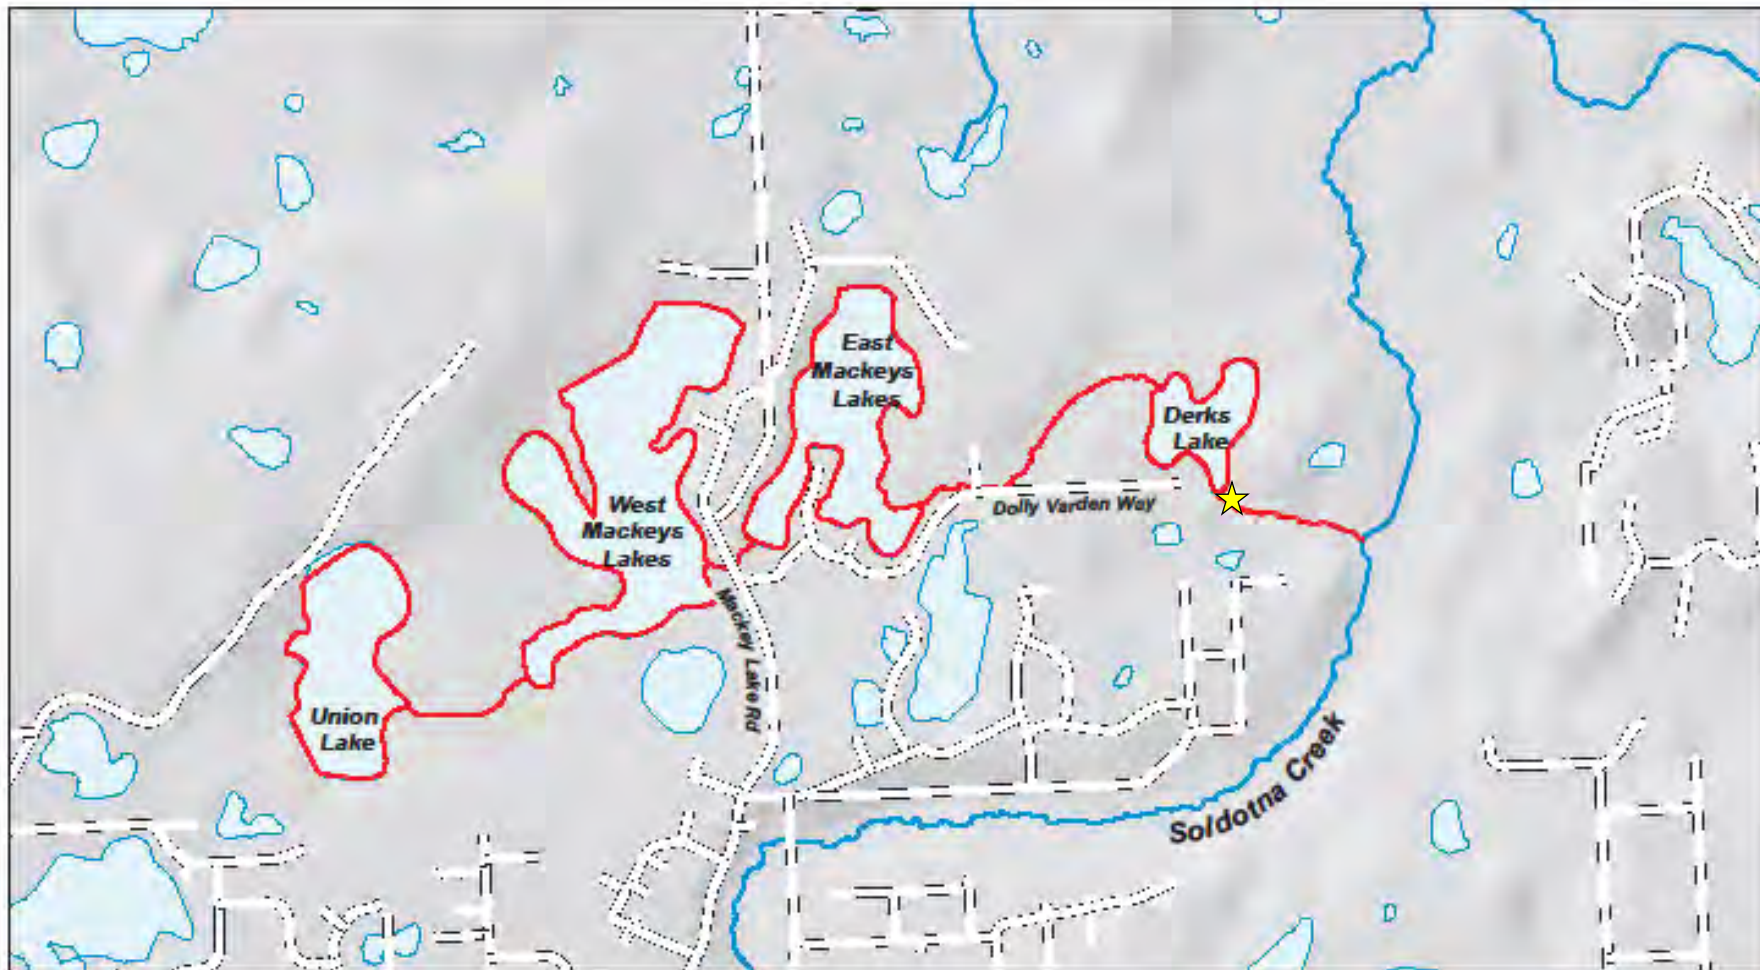 East
Mackeys
Lakes
Derks
Lake
West
Mackeys
Lakes
Dolly Varden Way
Mackey Lake Rd
Union
Lake
Soldotna Creek